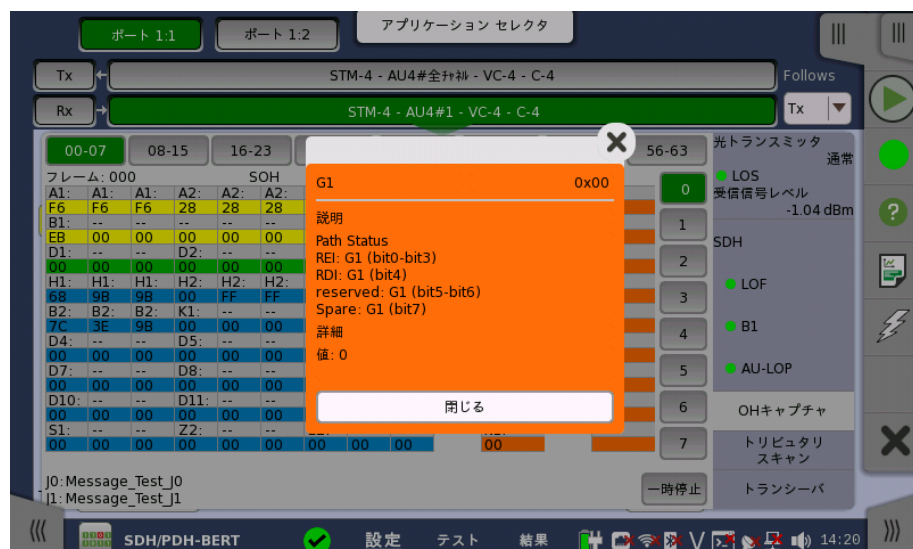 アプリケーション セレクタ
ポート 1:1
ポート 1:2
Tx
STM-4 - AU4#全ﾁｬﾈﾙ - VC-4 - C-4
Follows
Rx
STM-4 - AU4#1 - VC-4 - C-4
Tx
00-07
08-15
16-23
56-63
フレーム: 000
SOH
A1: A1: A1: A2: A2: A2:
F6 F6 F6 28 28 28
B1: -- -- -- -- --
EB 00 00 00 00 00
D1: -- -- D2: -- --
00 00 00 00 00 00
H1: H1: H1: H2: H2: H2:
68 9B 9B 00 FF FF
B2: B2: B2: K1: -- --
7C 3E 9B 00 00 00
D4: -- -- D5: -- --
00 00 00 00 00 00
D7: -- -- D8: -- --
00 00 00 00 00 00
D10: -- -- D11: -- --
00 00 00 00 00 00
S1: -- -- Z2: -- --
00 00 00 00 00 00 00 00 00 00
G1 0x00
説明
Path Status
REI: G1 (bit0-bit3)
RDI: G1 (bit4)
reserved: G1 (bit5-bit6)
Spare: G1 (bit7)
詳細
値: 0
閉じる
0
1
2
3
4
5
6
7
J0:Message_Test_J0
J1:Message_Test_J1
一時停止
光トランスミッタ
通常
LOS
受信信号レベル
-1.04 dBm
SDH
LOF
B1
AU-LOP
OHキャプチャ
トリビュタリ
スキャン
トランシーバ
SDH/PDH-BERT
設定
テスト
結果
14:20